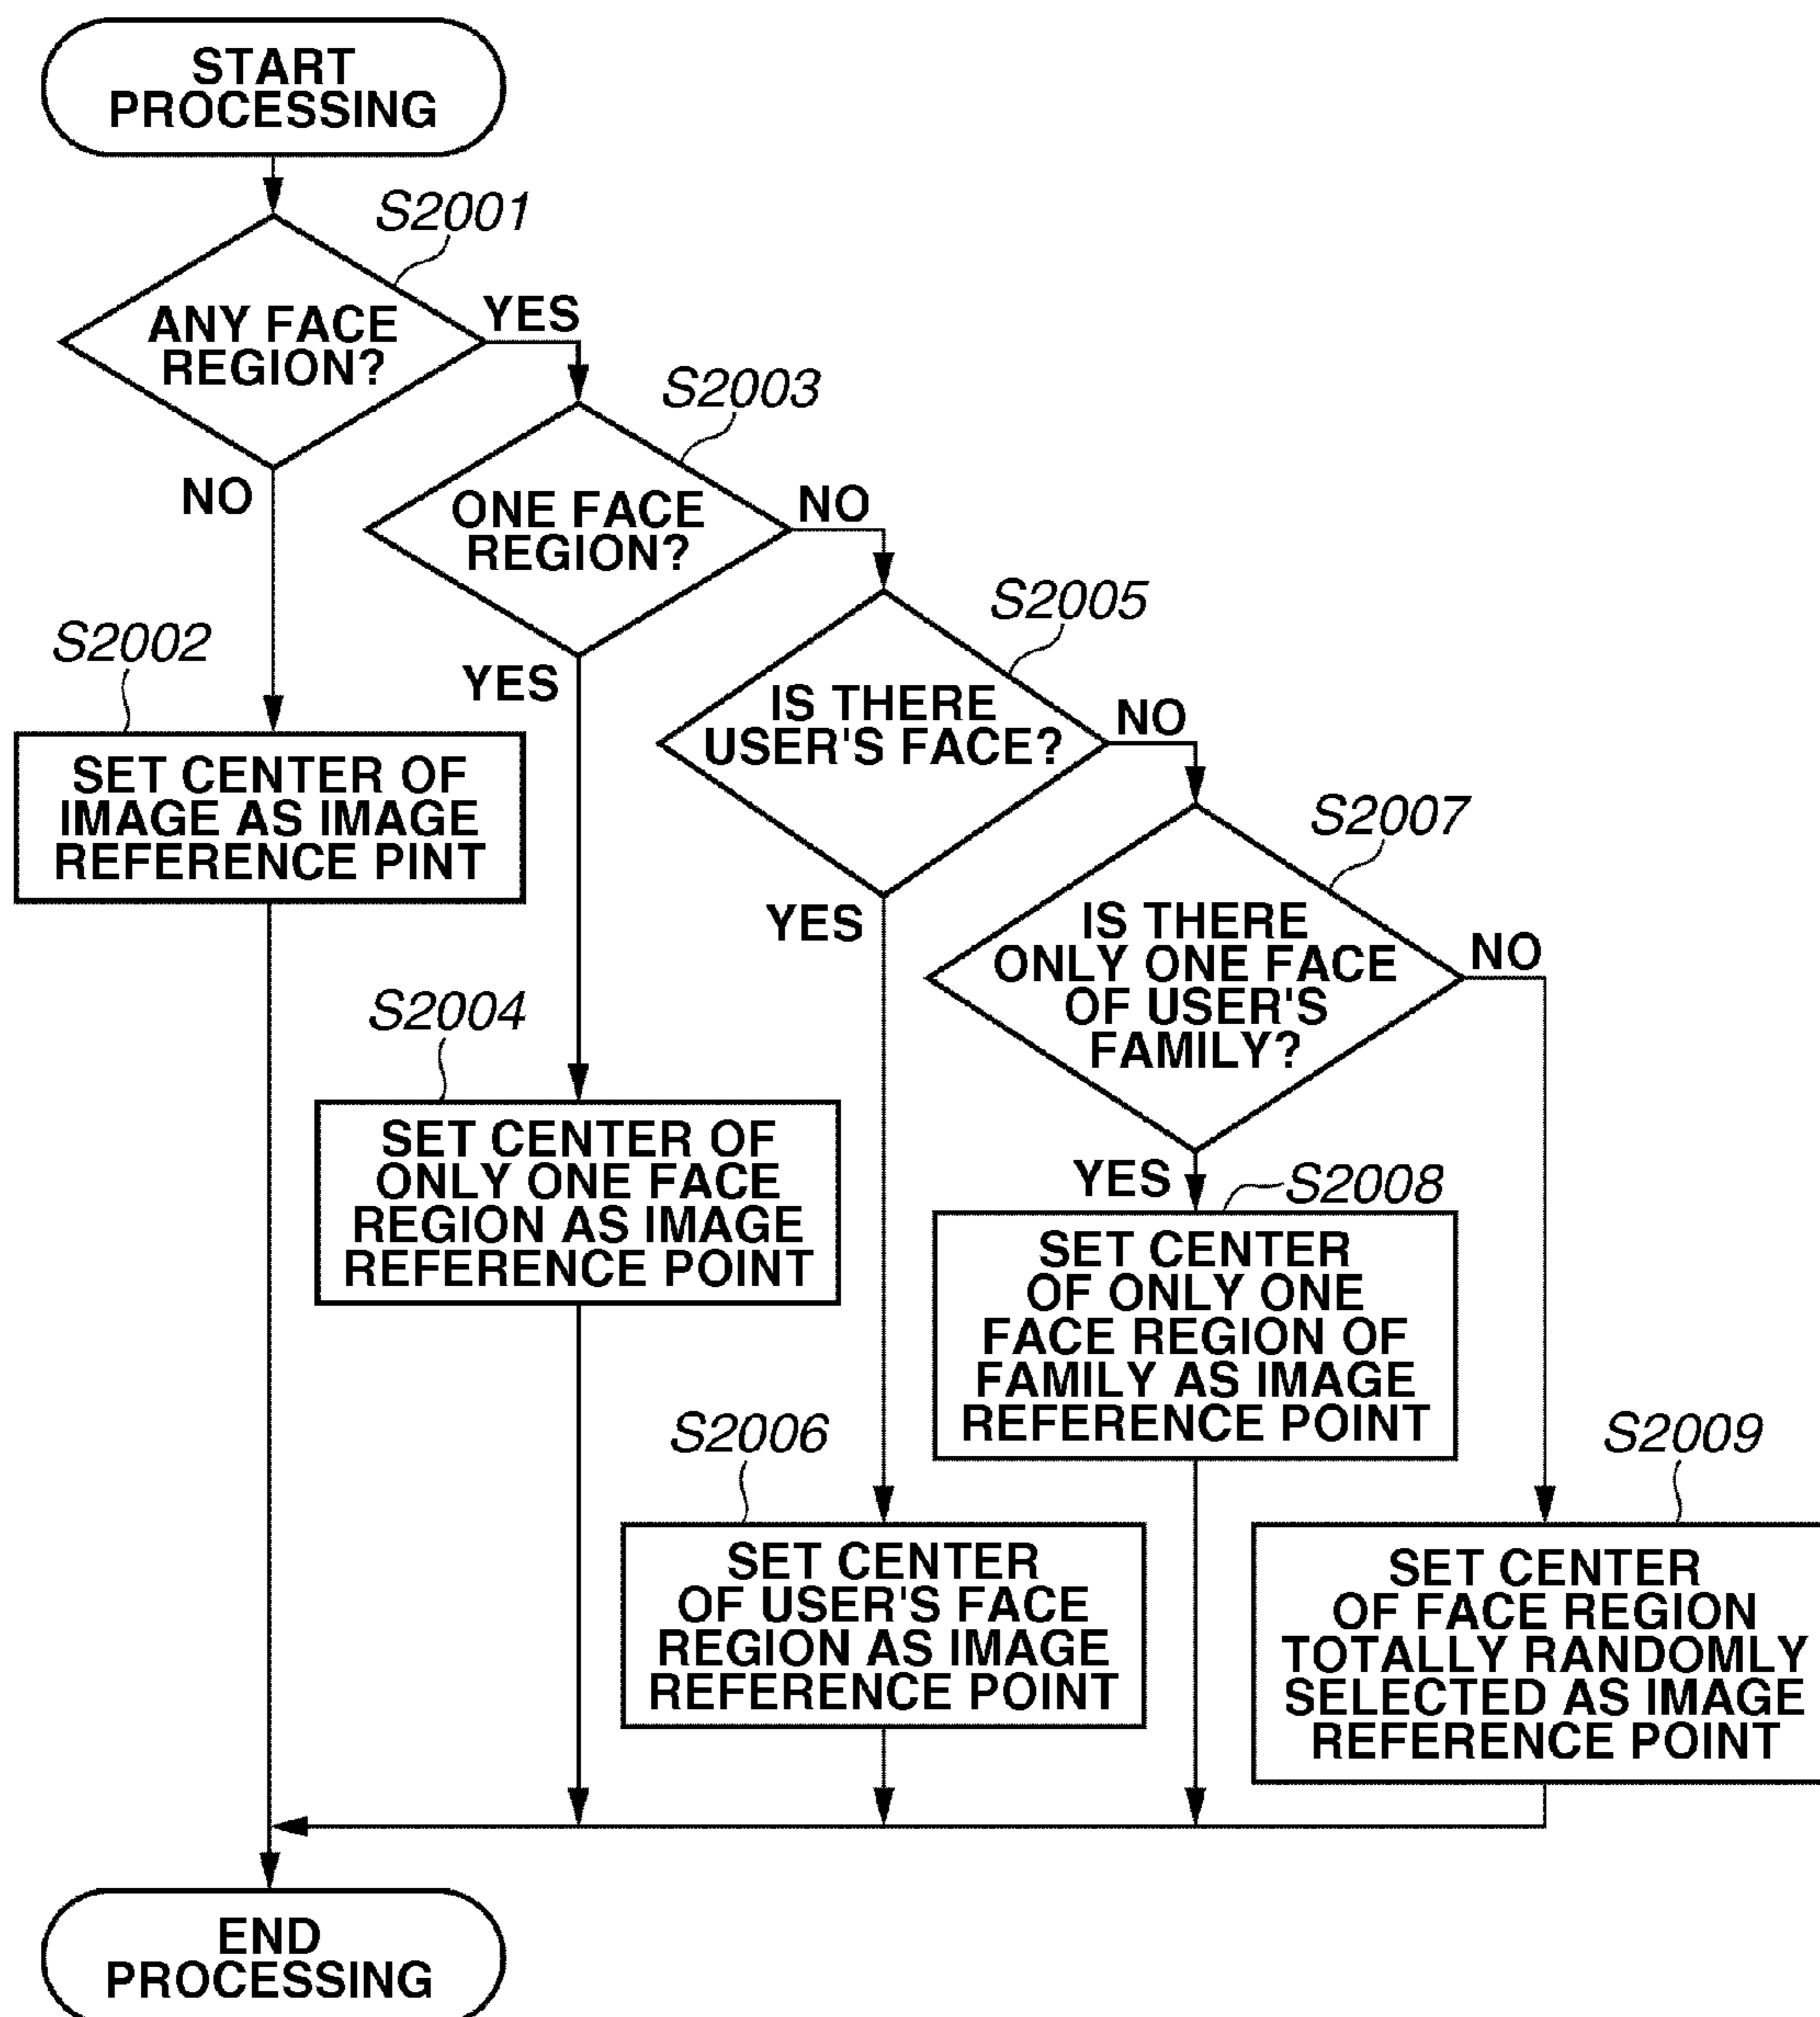 START
PROCESSING
S2001
ANY FACE
REGION?
YES
NO
S2003
ONE FACE
REGION?
NO
YES
S2005
IS THERE
USER'S FACE?
NO
YES
S2007
IS THERE
ONLY ONE FACE
OF USER'S
FAMILY?
NO
YES
S2002
SET CENTER OF
IMAGE AS IMAGE
REFERENCE PINT
S2004
SET CENTER OF
ONLY ONE FACE
REGION AS IMAGE
REFERENCE POINT
S2008
SET CENTER
OF ONLY ONE
FACE REGION OF
FAMILY AS IMAGE
REFERENCE POINT
S2006
SET CENTER
OF USER'S FACE
REGION AS IMAGE
REFERENCE POINT
S2009
SET CENTER
OF FACE REGION
TOTALLY RANDOMLY
SELECTED AS IMAGE
REFERENCE POINT
END
PROCESSING